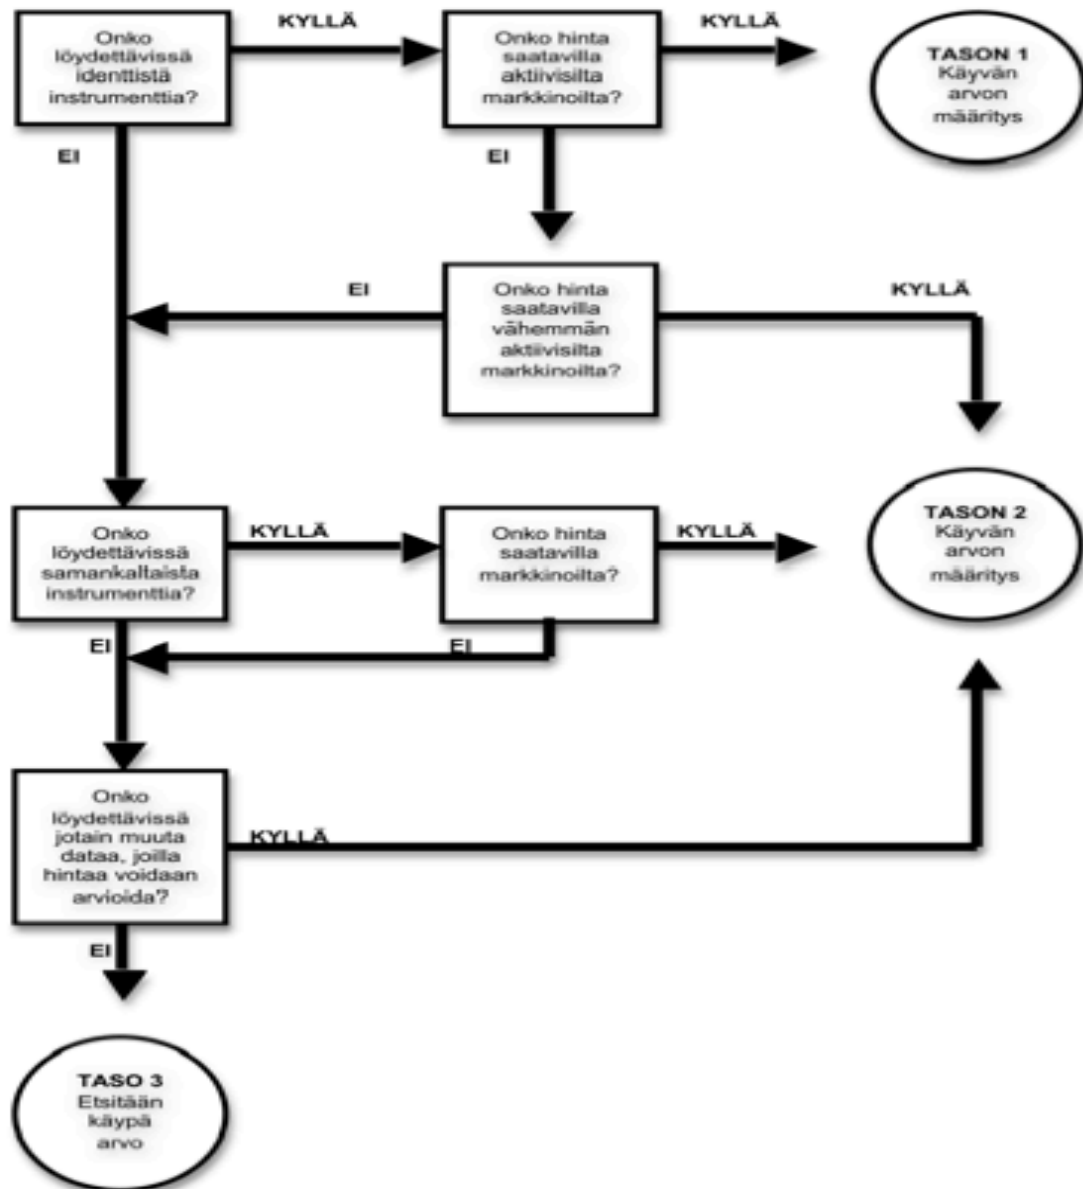 KYLLÄ
KYLLÄ
Onko
löydettävissä
identtistä
instrumenttia?
Onko hinta
saatavilla
aktiivisilta
markkinoilta?
TASON 1
Käyvän
arvon
määritys
EI
EI
EI
Onko hinta
saatavilla
vähemmän
aktiivisilta
markkinoilta?
KYLLÄ
Onko
löydettävissä
samankaltaista
instrumenttia?
KYLLÄ
Onko hinta
saatavilla
markkinoilta?
KYLLÄ
TASON 2
Käyvän
arvon
määritys
EI
EI
Onko
löydettävissä
jotain muuta
dataa, joilla
hintaa voidaan
arvioida?
KYLLÄ
EI
TASO 3
Etsitään
käypä
arvo